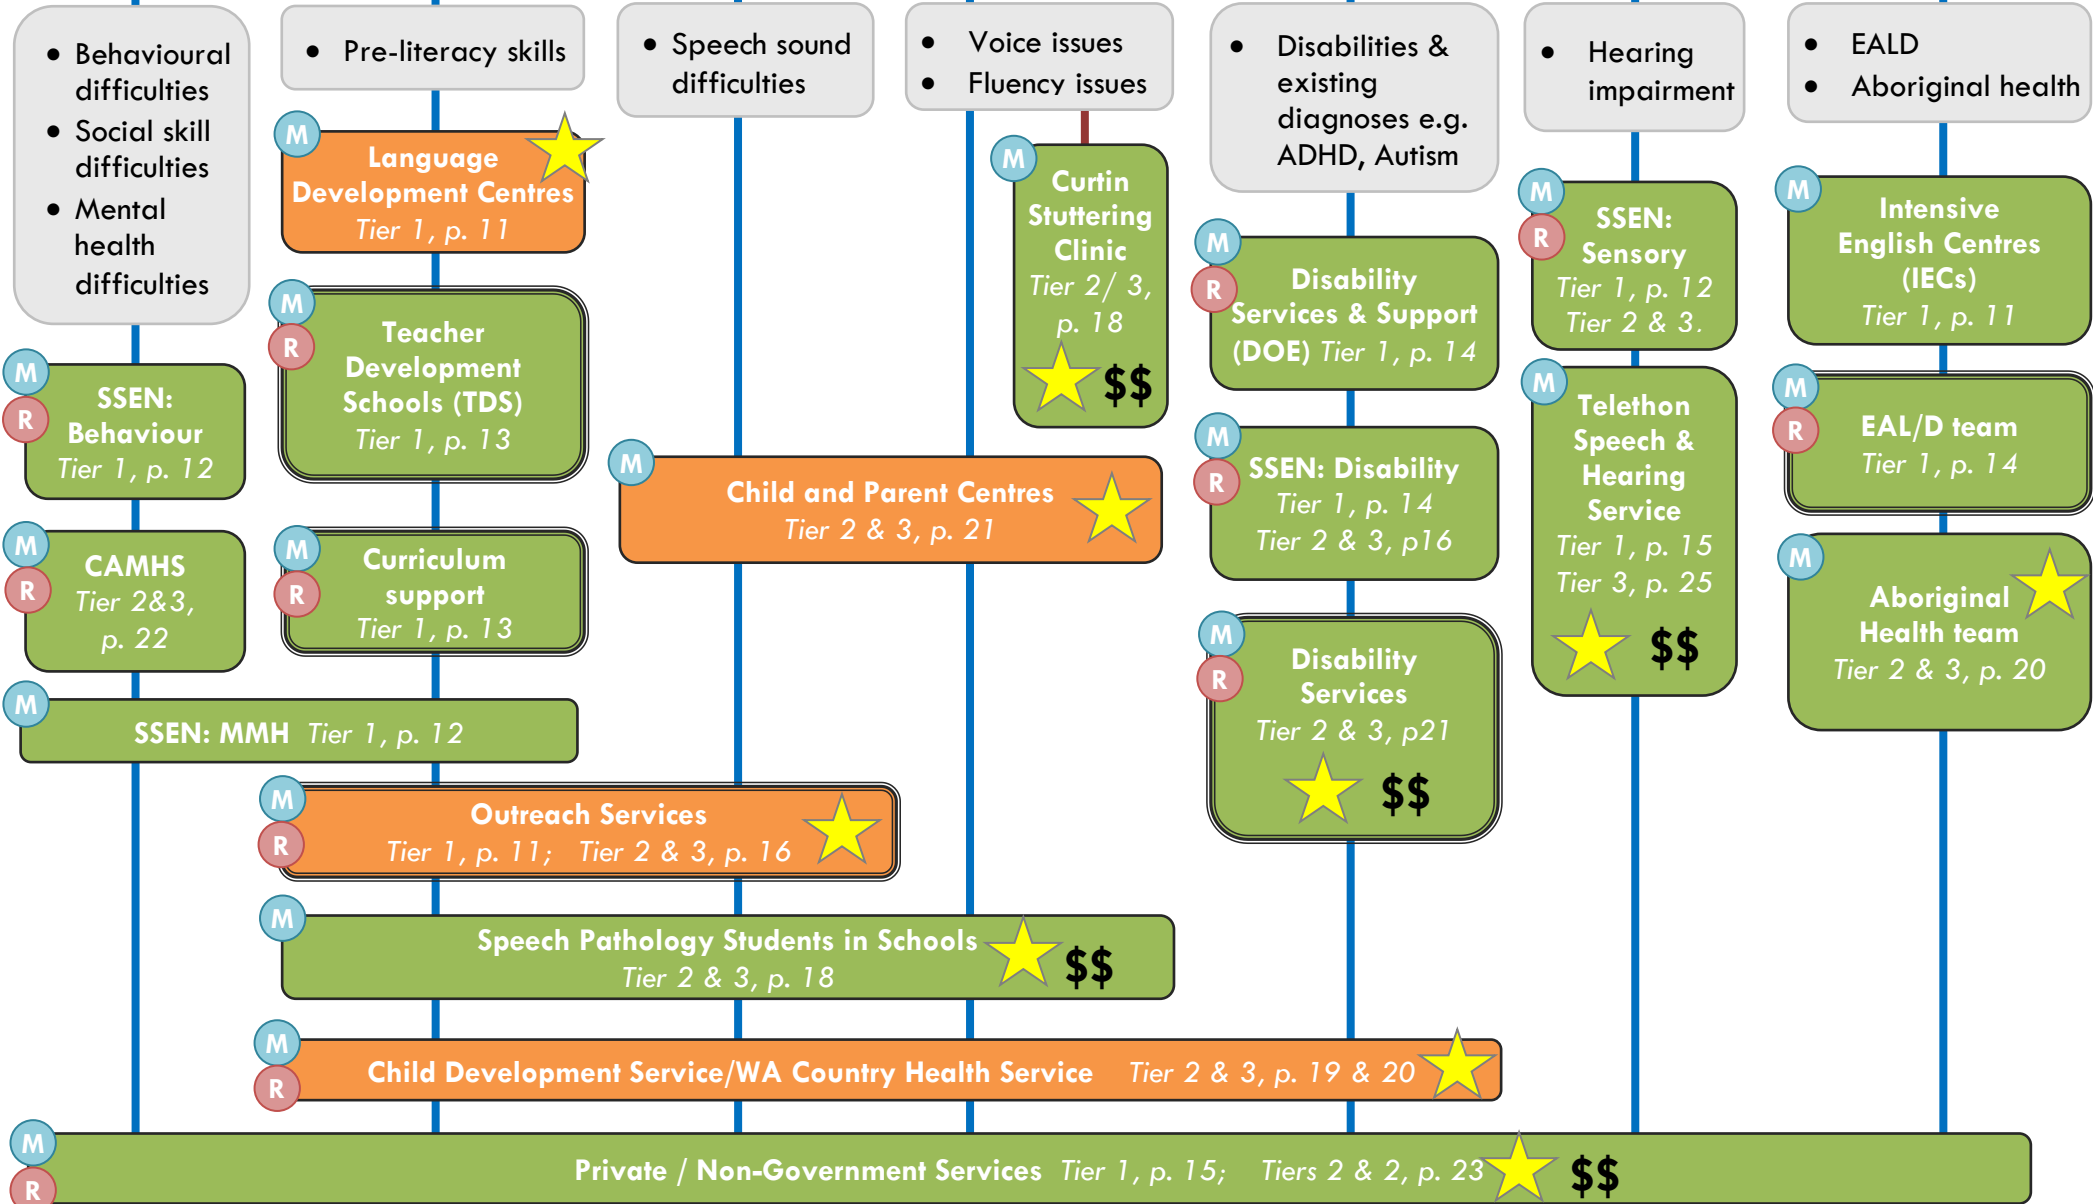 • Behavioural
difficulties
• Social skill
difficulties
• Mental
health
difficulties
• Pre-literacy skills
• Speech sound
difficulties
• Voice issues
• Fluency issues
• Disabilities &
existing
diagnoses e.g.
ADHD, Autism
• Hearing
impairment
• EALD
• Aboriginal health
M
Language
Development Centres
Tier 1, p. 11
M
R
Teacher
Development
Schools (TDS)
Tier 1, p. 13
M
R
Curriculum
support
Tier 1, p. 13
M
R
SSEN:
Behaviour
Tier 1, p. 12
M
R
CAMHS
Tier 2&3,
p. 22
M
SSEN: MMH Tier 1, p. 12
M
Curtin
Stuttering
Clinic
Tier 2/ 3,
p. 18
$$
M
Child and Parent Centres
Tier 2 & 3, p. 21
M
R
Disability
Services & Support
(DOE) Tier 1, p. 14
M
R
SSEN: Disability
Tier 1, p. 14
Tier 2 & 3, p16
M
R
Disability
Services
Tier 2 & 3, p21
$$
M
R
SSEN:
Sensory
Tier 1, p. 12
Tier 2 & 3.
M
Telethon
Speech &
Hearing
Service
Tier 1, p. 15
Tier 3, p. 25
$$
M
Intensive
English Centres
(IECs)
Tier 1, p. 11
M
R
EAL/D team
Tier 1, p. 14
M
Aboriginal
Health team
Tier 2 & 3, p. 20
M
R
Outreach Services
Tier 1, p. 11; Tier 2 & 3, p. 16
M
Speech Pathology Students in Schools
Tier 2 & 3, p. 18
$$
M
R
Child Development Service/WA Country Health Service Tier 2 & 3, p. 19 & 20
M
R
Private / Non-Government Services Tier 1, p. 15; Tiers 2 & 2, p. 23
$$